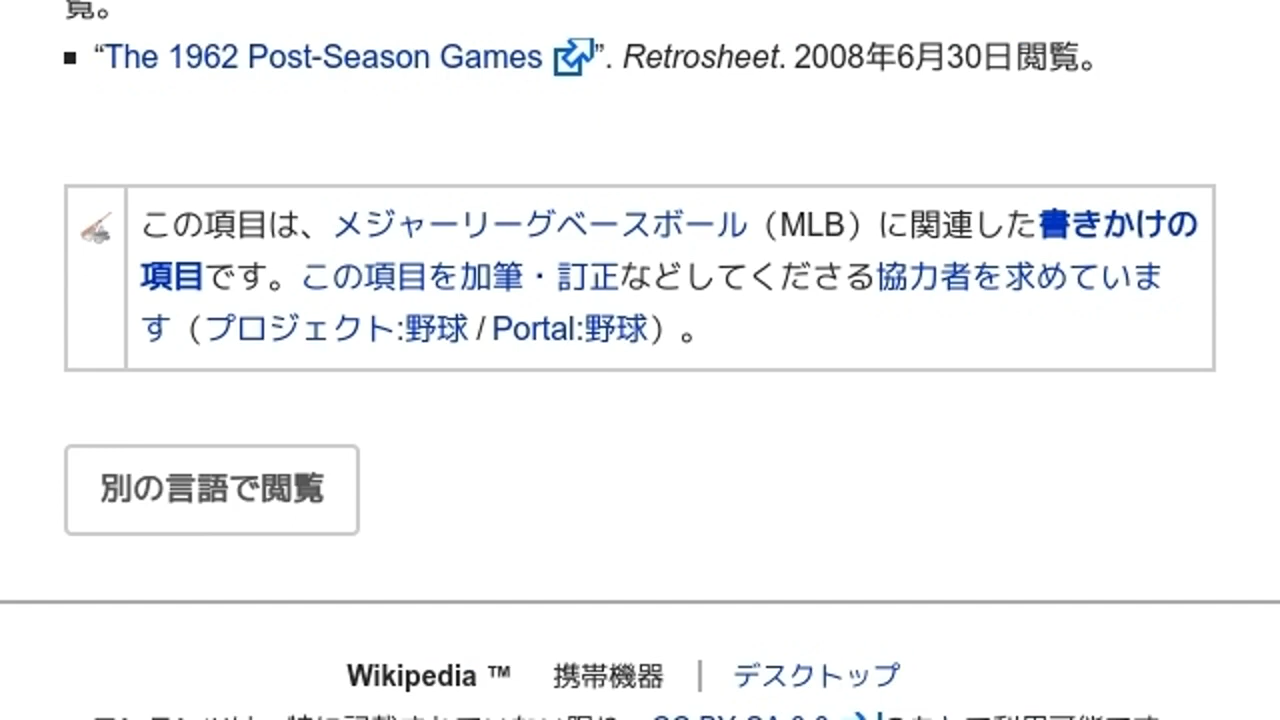 覧。
“The 1962 Post-Season Games”. Retrosheet. 2008年6月30日閲覧。
この項目は、メジャーリーグベースボール（MLB）に関連した書きかけの
項目です。この項目を加筆・訂正などしてくださる協力者を求めていま
す（プロジェクト:野球 / Portal:野球）。
別の言語で閲覧
Wikipedia ™ 携帯機器 | デスクトップ